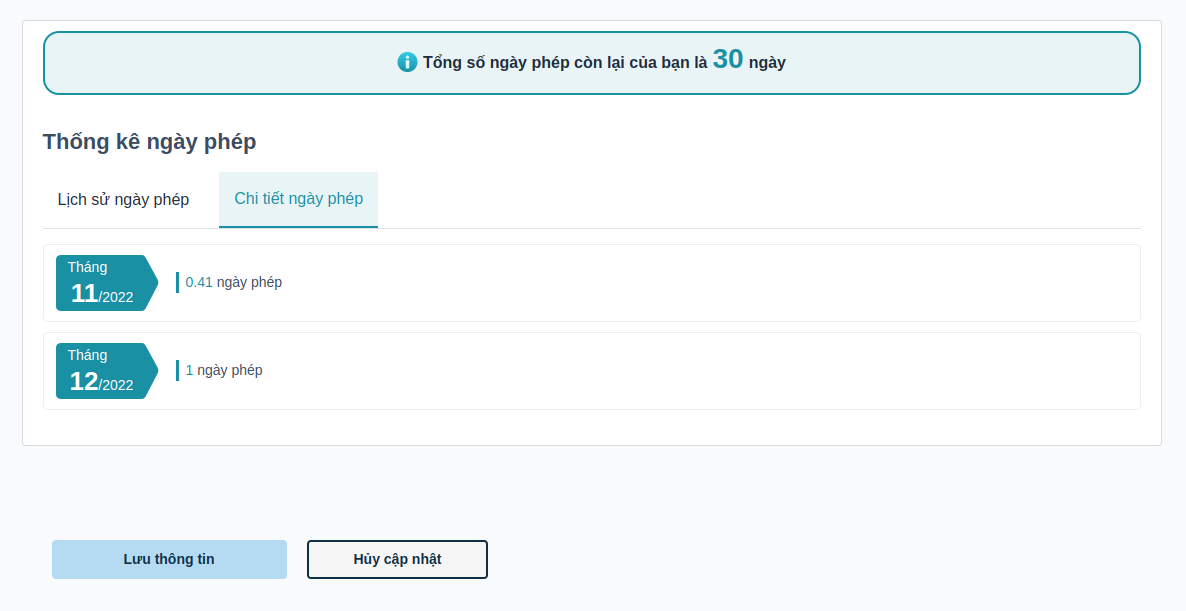 Tổng số ngày phép còn lại của bạn là 30 ngày
Thống kê ngày phép
Lịch sử ngày phép
Chi tiết ngày phép
Tháng
11/2022
0.41 ngày phép
Tháng
12/2022
1 ngày phép
Lưu thông tin
Hủy cập nhật